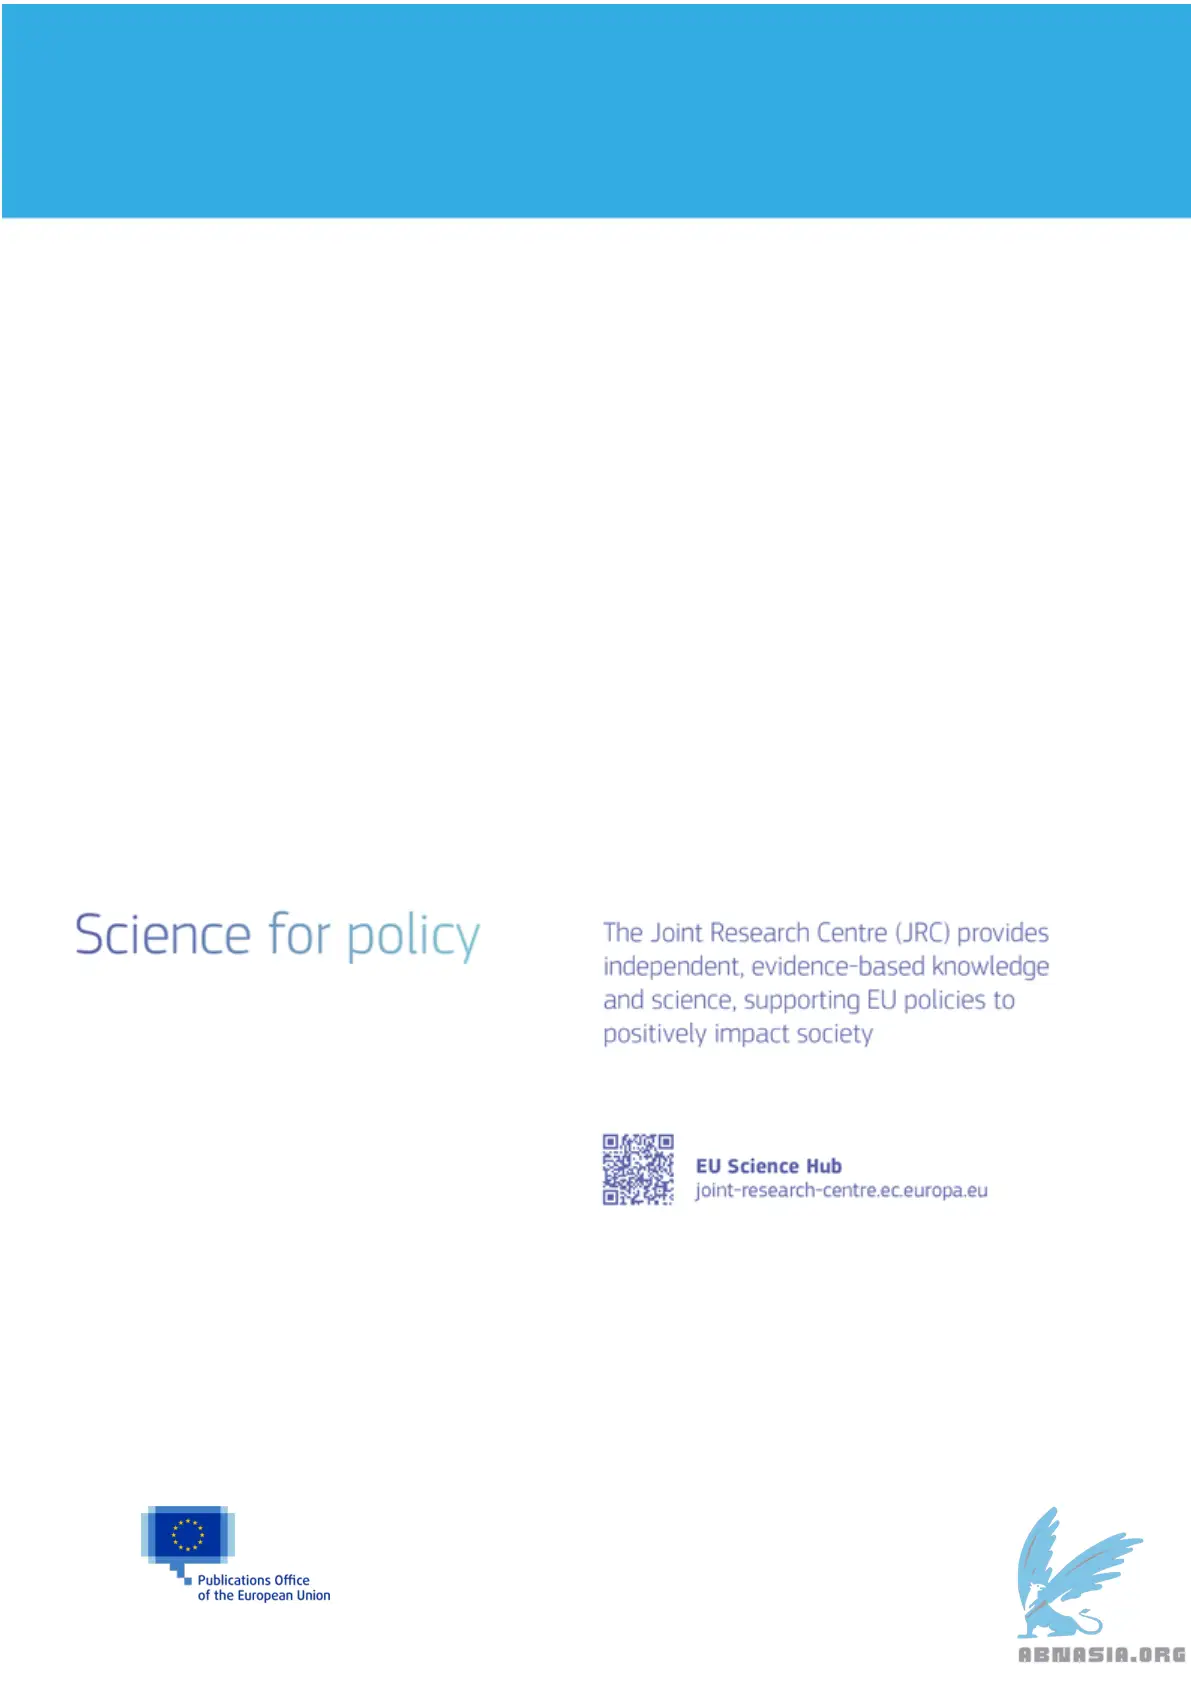 Science for policy
The Joint Research Centre (JRC) provides
independent, evidence-based knowledge
and science, supporting EU policies to
positively impact society
EU Science Hub
joint-research-centre.ec.europa.eu
Publications Office
of the European Union
ABNASIA.ORG